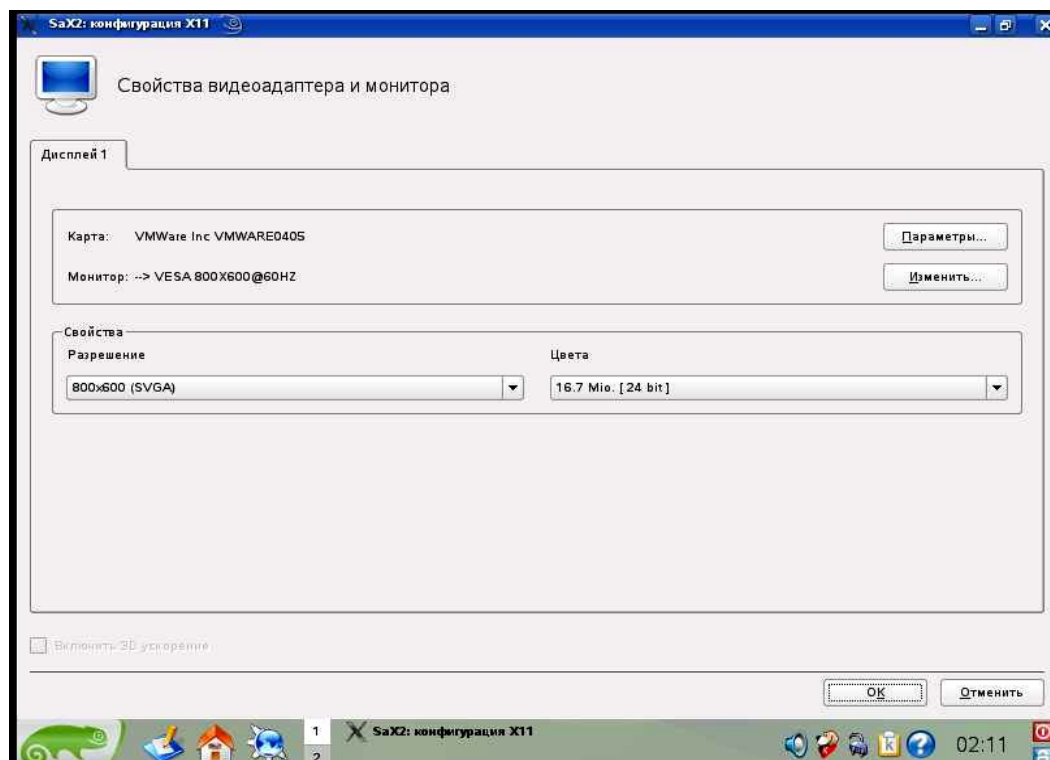 SaX2: конфигурация X11
Свойства видеоадаптера и монитора
Дисплей 1
Карта: VMWare Inc VMWARE0405
Параметры...
Монитор: --> VESA 800X600@60HZ
Изменить...
Свойства
Разрешение
Цвета
800x600 (SVGA)
16.7 Mio. [ 24 bit ]
Включить 3D ускорение
OK
Отменить
1
SaX2: конфигурация X11
02:11
2